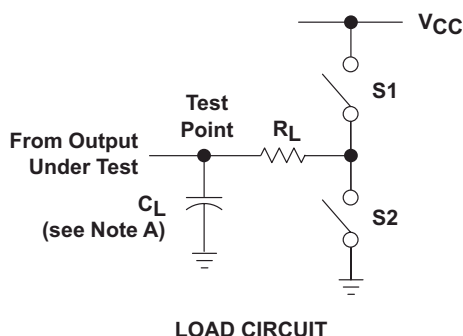 VCC
S1
Test
Point
RL
From Output
Under Test
CL
(see Note A)
S2
LOAD CIRCUIT